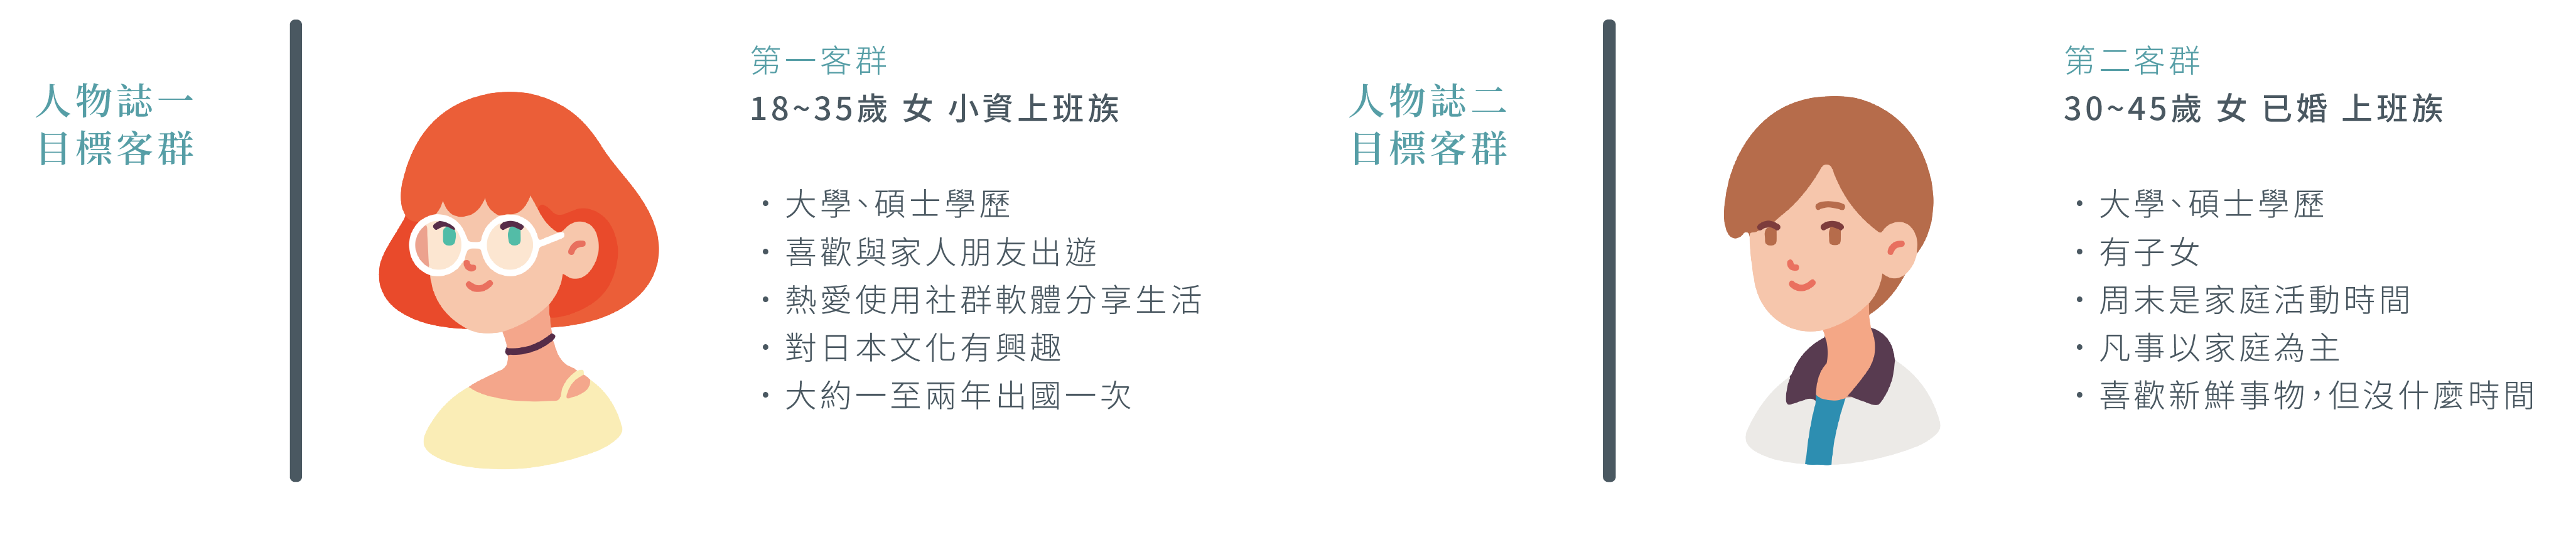 人物誌一
目標客群
第一客群
18~35歲 女 小資上班族
・大學、碩士學歷
・喜歡與家人朋友出遊
・熱愛使用社群軟體分享生活
・對日本文化有興趣
・大約一至兩年出國一次
人物誌二
目標客群
第二客群
30~45歲 女 已婚 上班族
・大學、碩士學歷
・有子女
・周末是家庭活動時間
・凡事以家庭為主
・喜歡新鮮事物，但沒什麼時間